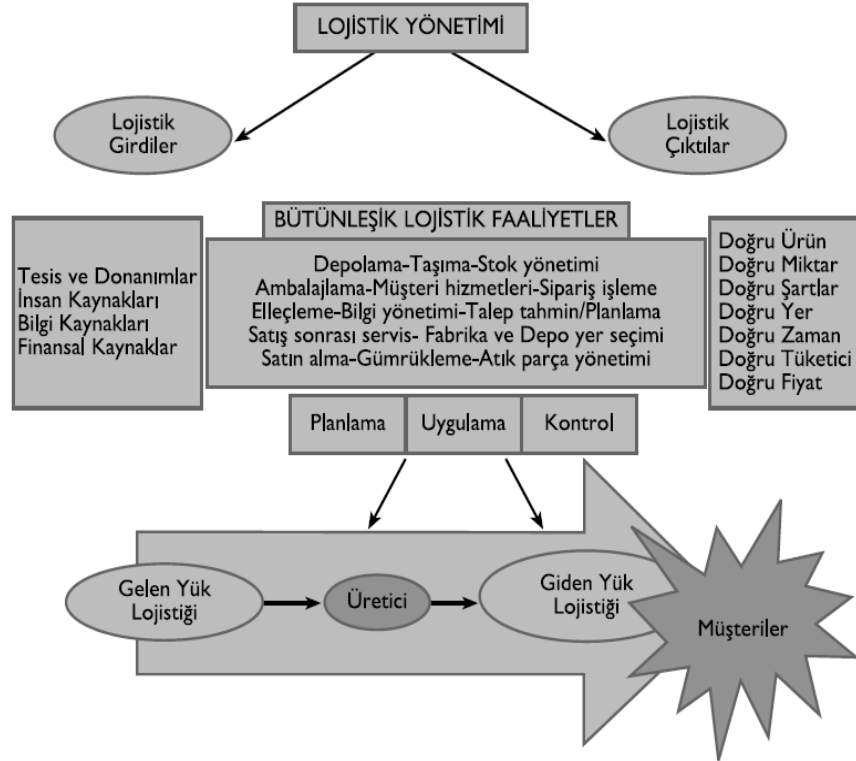 LOJİSTİK YÖNETİMİ
Lojistik
Girdiler
Lojistik
Çıktılar
BÜTÜNLEŞİK LOJİSTİK FAALİYETLER
Tesis ve Donanımlar
İnsan Kaynakları
Bilgi Kaynakları
Finansal Kaynaklar
Depolama-Taşıma-Stok yönetimi
Ambalajlama-Müşteri hizmetleri-Sipariş işleme
Elleçleme-Bilgi yönetimi-Talep tahmin/Planlama
Satış sonrası servis- Fabrika ve Depo yer seçimi
Satın alma-Gümrükleme-Atık parça yönetimi
Doğru Ürün
Doğru Miktar
Doğru Şartlar
Doğru Yer
Doğru Zaman
Doğru Tüketici
Doğru Fiyat
Planlama
Uygulama
Kontrol
Gelen Yük
Lojistiği
Üretici
Giden Yük
Lojistiği
Müşteriler